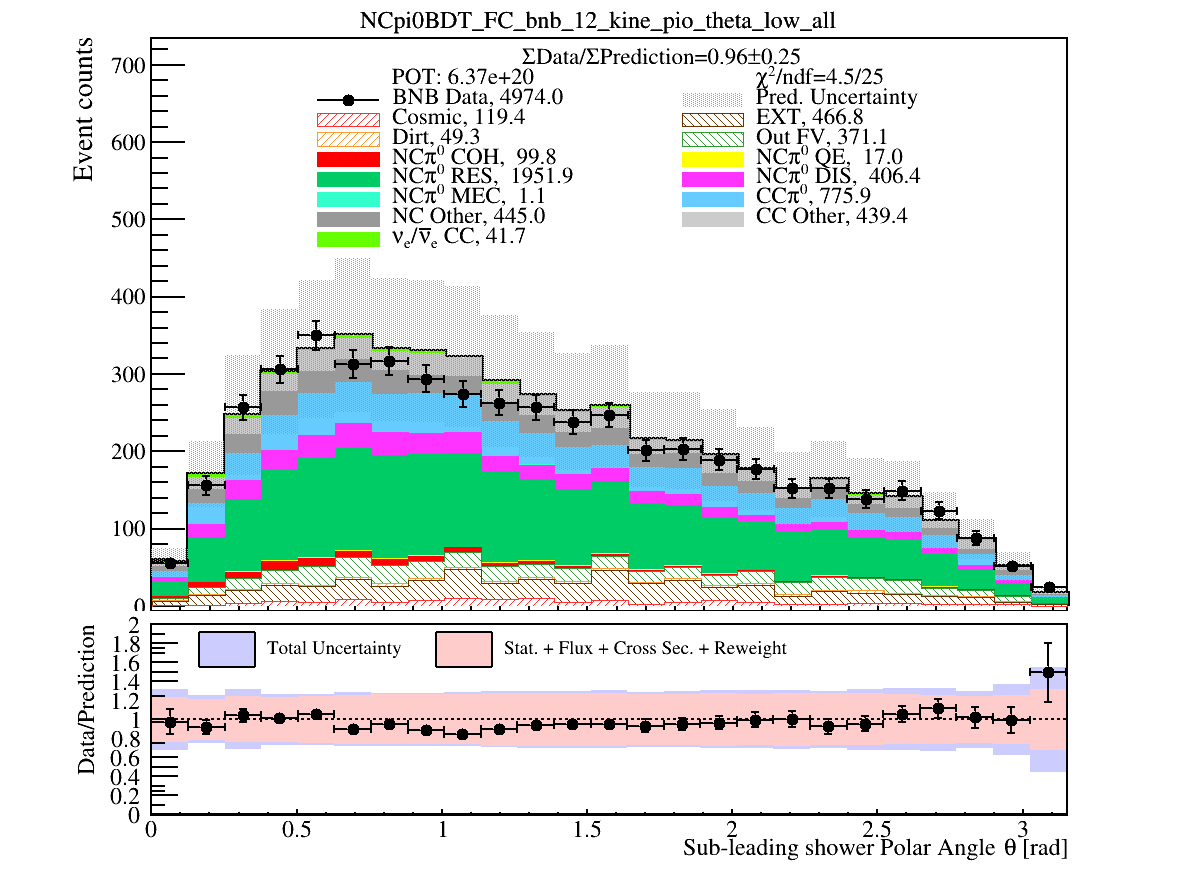 NCpi0BDT_FC_bnb_12_kine_pio_theta_low_all
ΣData/ΣPrediction=0.96±0.25
POT: 6.37e+20
χ²/ndf=4.5/25
BNB Data, 4974.0
Pred. Uncertainty
Cosmic, 119.4
EXT, 466.8
Dirt, 49.3
Out FV, 371.1
NCπ⁰ COH, 99.8
NCπ⁰ QE, 17.0
NCπ⁰ RES, 1951.9
NCπ⁰ DIS, 406.4
NCπ⁰ MEC, 1.1
CCπ⁰, 775.9
NC Other, 445.0
CC Other, 439.4
νₑ/ν̅ₑ CC, 41.7
Event counts
700
600
500
400
300
200
100
0
Total Uncertainty
Stat. + Flux + Cross Sec. + Reweight
Data/Prediction
2
1.8
1.6
1.4
1.2
1
0.8
0.6
0.4
0.2
0
0 0.5 1 1.5 2 2.5 3
Sub-leading shower Polar Angle θ [rad]